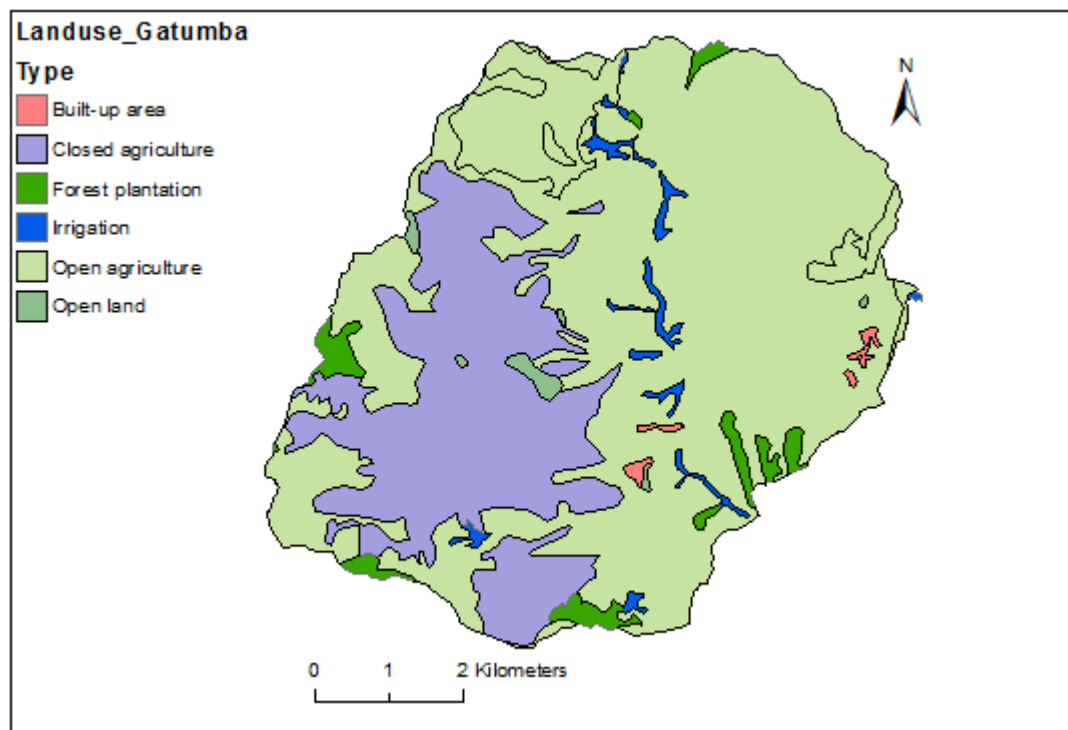 Landuse_Gatumba
Type
Built-up area
Closed agriculture
Forest plantation
Irrigation
Open agriculture
Open land
N
0 1 2 Kilometers